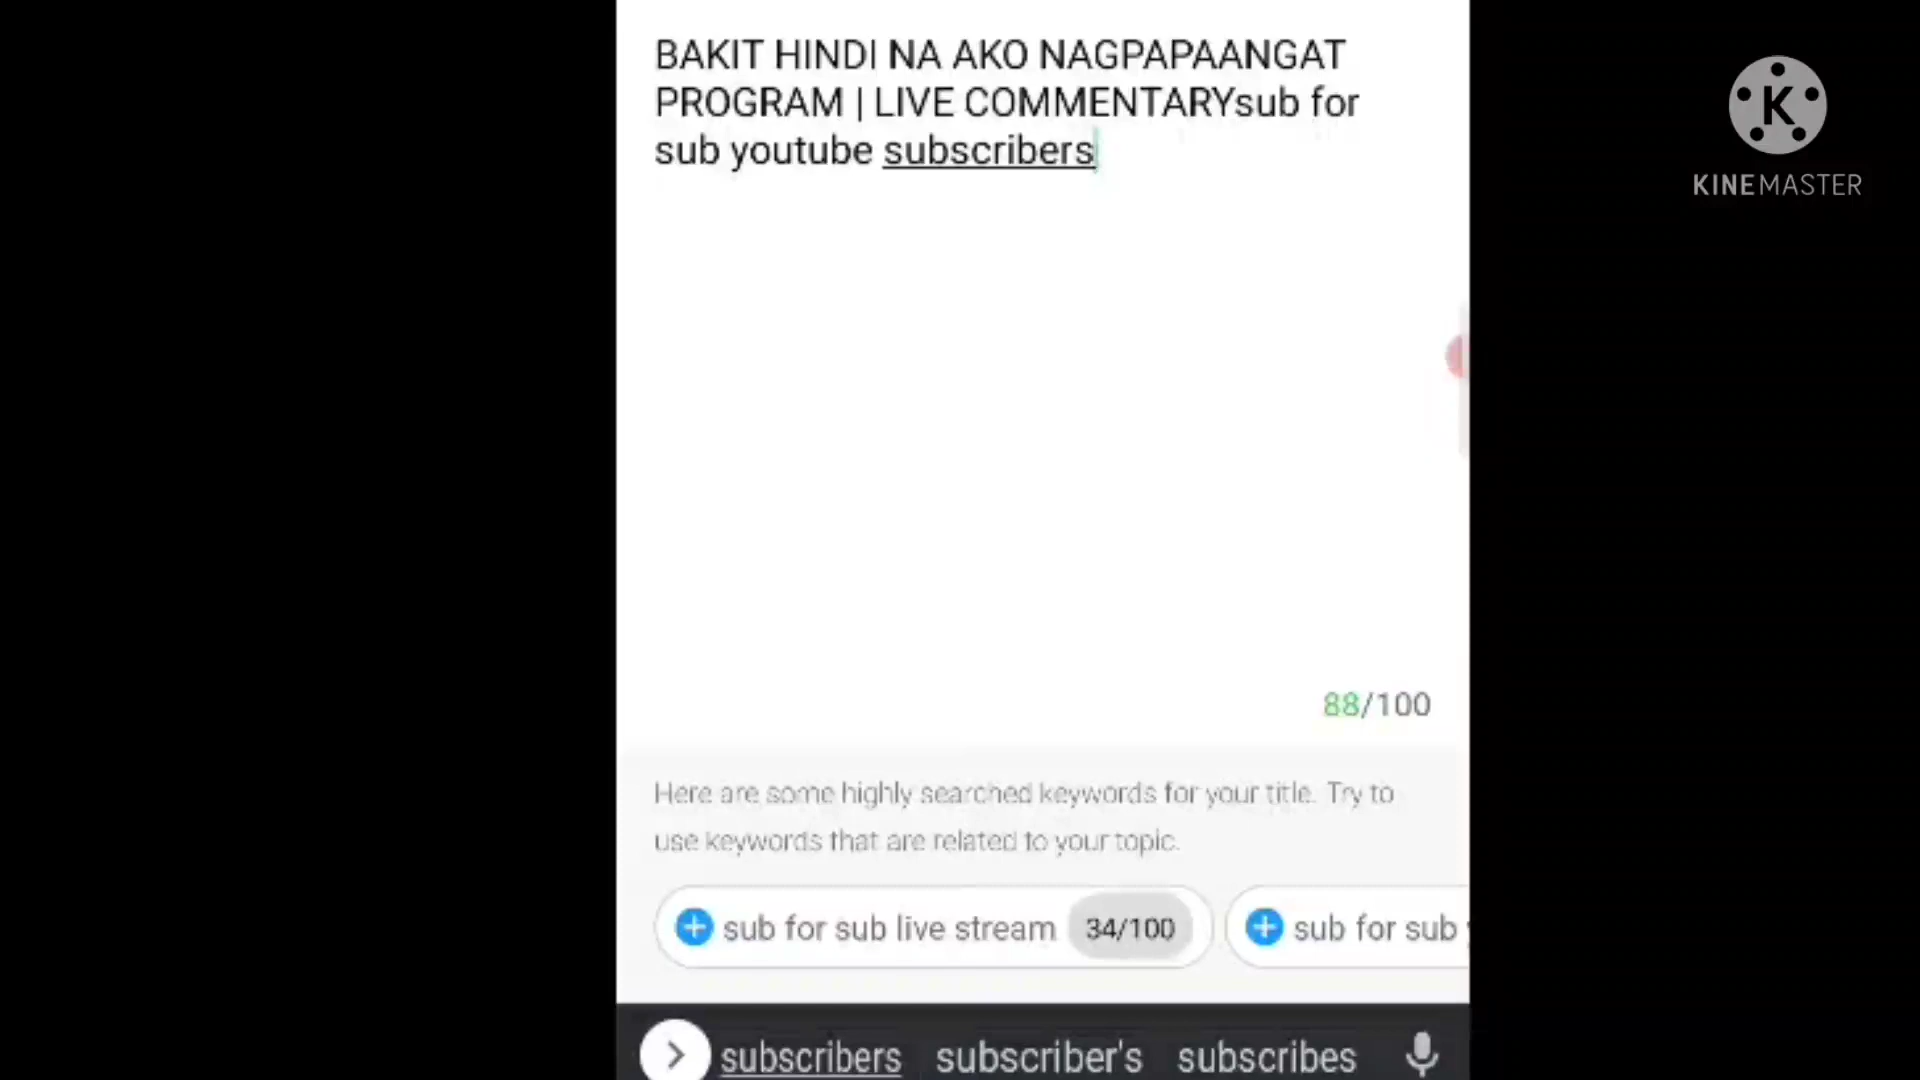 BAKIT HINDI NA AKO NAGPAPAANGAT
PROGRAM | LIVE COMMENTARYsub for
sub youtube subscribers
K
KINEMASTER
88/100
Here are some highly searched keywords for your title. Try to
use keywords that are related to your topic.
sub for sub live stream 34/100
sub for sub
subscribers subscriber's subscribes